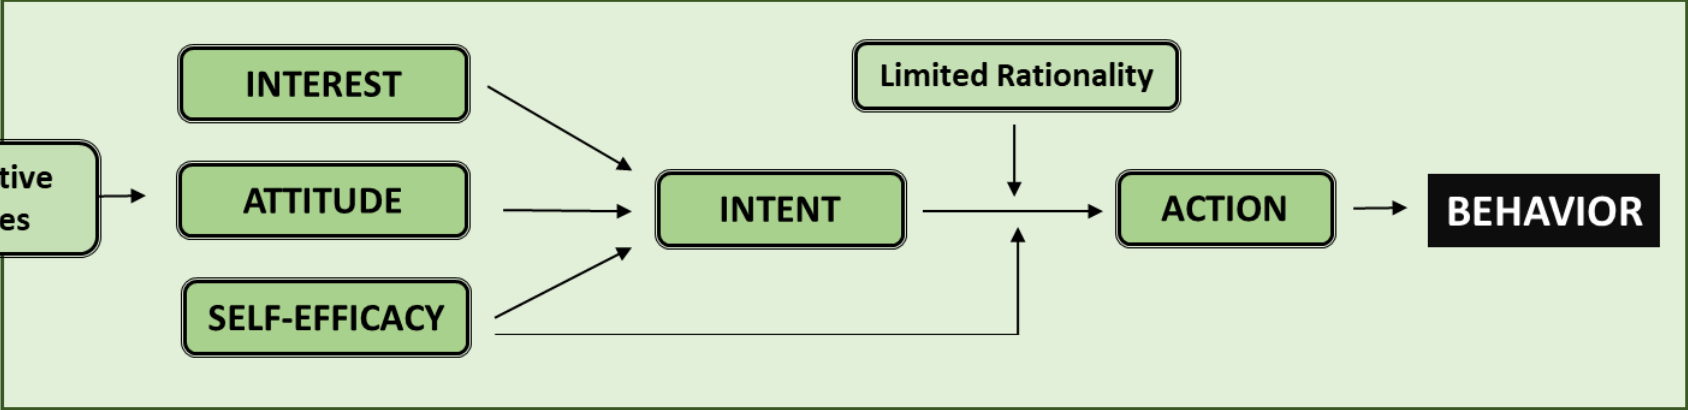 INTEREST
Limited Rationality
tive
es
ATTITUDE
INTENT
ACTION
BEHAVIOR
SELF-EFFICACY